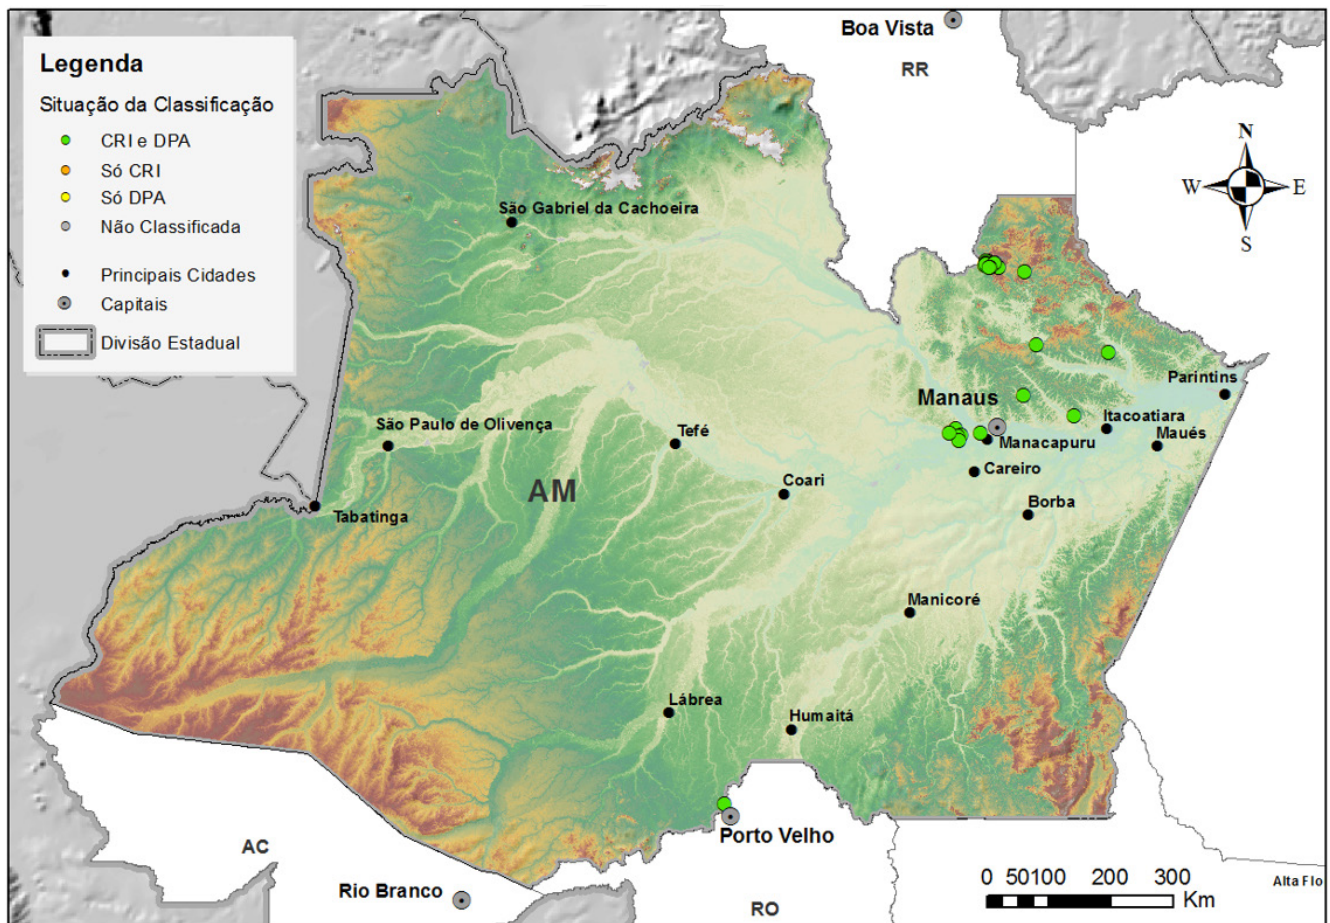 Boa Vista
RR
Legenda
Situação da Classificação
CRI e DPA
Só CRI
Só DPA
Não Classificada
Principais Cidades
Capitais
Divisão Estadual
N
W
E
S
São Gabriel da Cachoeira
Parintins
Manaus
Itacoatiara
São Paulo de Olivença
Tefé
Manacapuru
Maués
Careiro
Coari
AM
Borba
Tabatinga
Manicoré
Lábrea
Humaitá
Porto Velho
AC
Rio Branco
RO
0 50 100 200 300
Km
Alta Flo